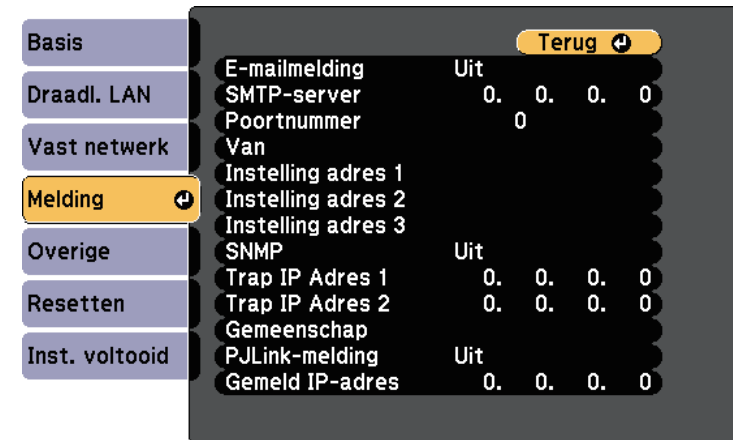 Basis
Draadl. LAN
Vast netwerk
Melding
Overige
Resetten
Inst. voltooid
Terug
E-mailmelding Uit
SMTP-server 0. 0. 0. 0
Poortnummer 0
Van
Instelling adres 1
Instelling adres 2
Instelling adres 3
SNMP Uit
Trap IP Adres 1 0. 0. 0. 0
Trap IP Adres 2 0. 0. 0. 0
Gemeenschap
PJLink-melding Uit
Gemeld IP-adres 0. 0. 0. 0